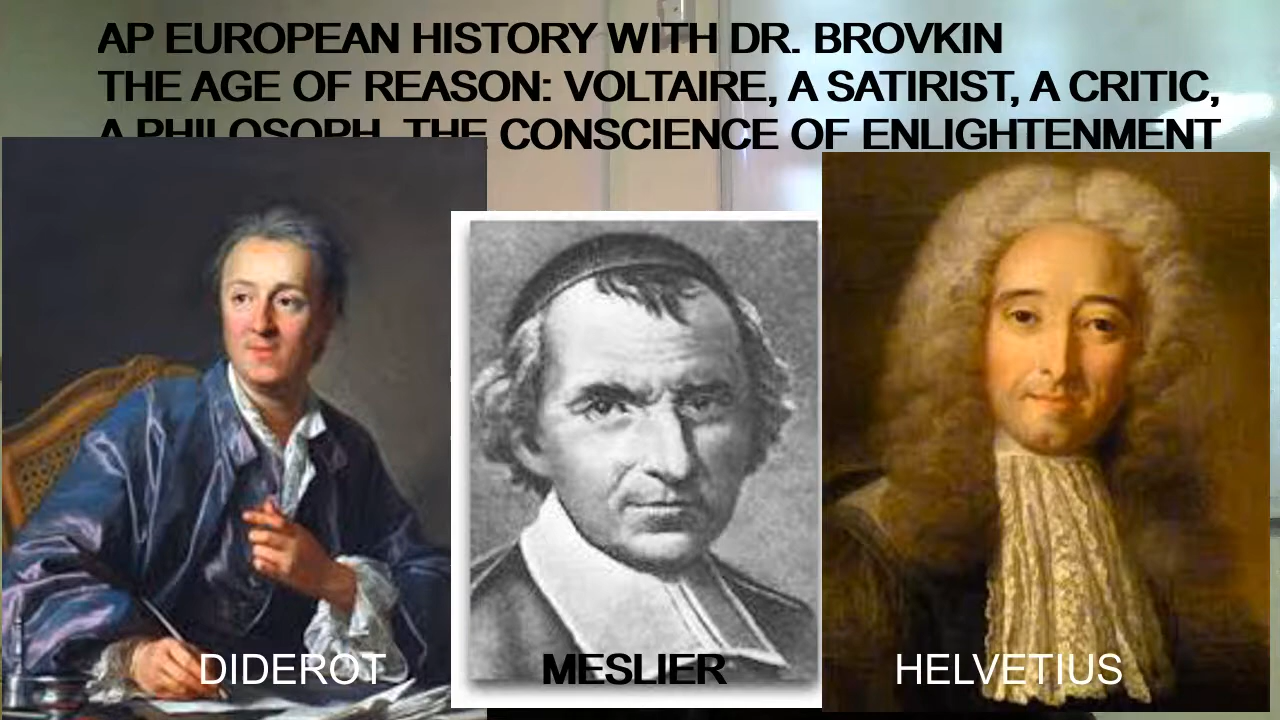 AP EUROPEAN HISTORY WITH DR. BROVKIN
THE AGE OF REASON: VOLTAIRE, A SATIRIST, A CRITIC,
A PHILOSOPH, THE CONSCIENCE OF ENLIGHTENMENT
DIDEROT
MESLIER
HELVETIUS